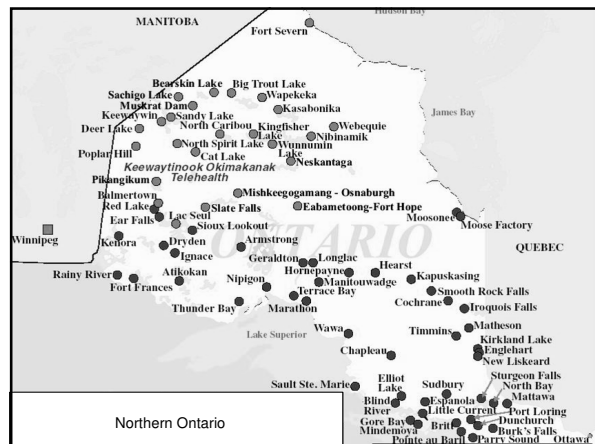 MANITOBA
Hudson Bay
Fort Severn
Bearskin Lake
Big Trout Lake
Sachigo Lake
Wapekeka
Muskrat Dam
Kasabonika
James Bay
Keewaywin
Sandy Lake
Deer Lake
North Caribou
Kingfisher
Lake
Webequie
Nibinamik
Poplar Hill
North Spirit Lake
Wunnumin
Lake
Cat Lake
Neskantaga
Keewaytinook Okimakanak
Telehealth
Pikangikum
Mishkeegogamang - Osnaburgh
Balmertown
Red Lake
Slate Falls
Eabametoong-Fort Hope
Ear Falls
Lac Seul
Moosonee
Moose Factory
ONTARIO
Winnipeg
Sioux Lookout
QUEBEC
Kenora
Dryden
Armstrong
Ignace
Geraldton
Longlac
Rainy River
Atikokan
Hornepayne
Hearst
Fort Frances
Nipigon
Manitouwadge
Kapuskasing
Terrace Bay
Smooth Rock Falls
Thunder Bay
Marathon
Cochrane
Iroquois Falls
Lake Superior
Wawa
Timmins
Matheson
Kirkland Lake
Englehart
Chapleau
New Liskeard
Sturgeon Falls
Sault Ste. Marie
Elliot
Lake
Sudbury
North Bay
Mattawa
Blind
River
Espanola
Port Loring
Little Current
Dunchurch
Gore Bay
Britt
Burk's Falls
Mindemoya
Pointe au Baril
Parry Sound
Ottawa
Northern Ontario